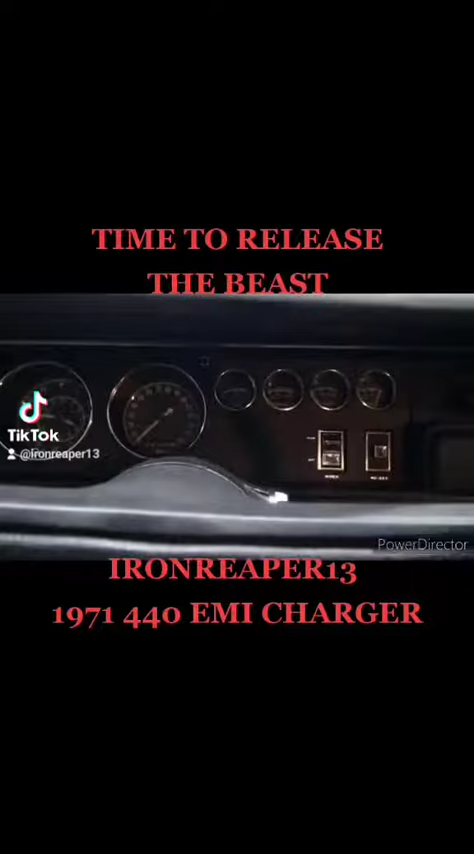 TIME TO RELEASE
THE BEAST
TikTok
@ironreaper13
PowerDirector
IRONREAPER13
1971 440 EMI CHARGER